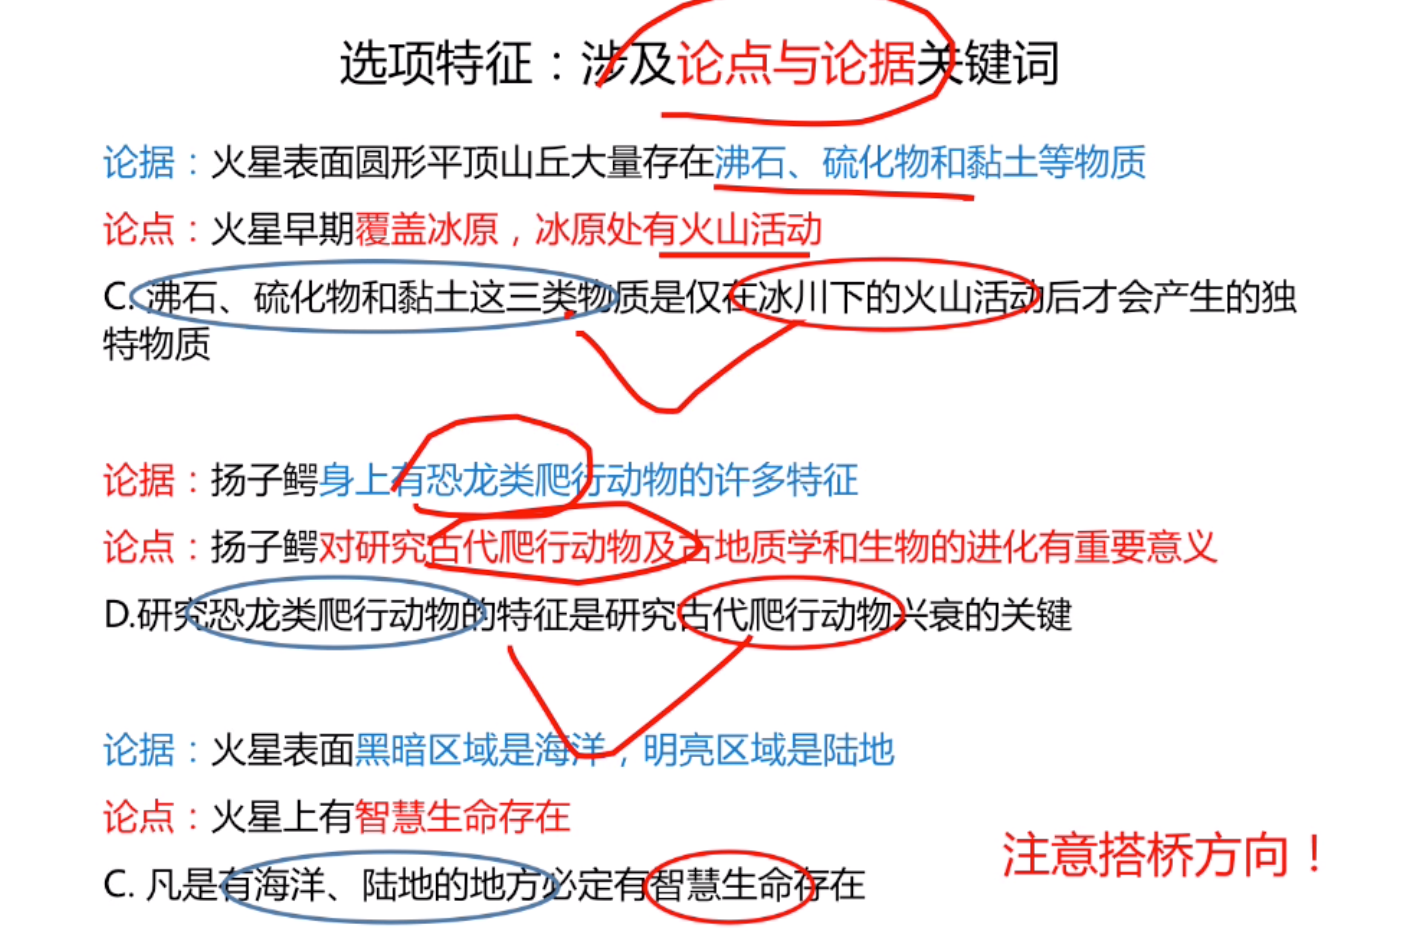 选项特征：涉及论点与论据关键词
论据：火星表面圆形平顶山丘大量存在沸石、硫化物和黏土等物质
论点：火星早期覆盖冰原，冰原处有火山活动
C. 沸石、硫化物和黏土这三类物质是仅在冰川下的火山活动后才会产生的独
特物质
论据：扬子鳄身上有恐龙类爬行动物的许多特征
论点：扬子鳄对研究古代爬行动物及古地质学和生物的进化有重要意义
D.研究恐龙类爬行动物的特征是研究古代爬行动物兴衰的关键
论据：火星表面黑暗区域是海洋，明亮区域是陆地
论点：火星上有智慧生命存在
注意搭桥方向！
C. 凡是有海洋、陆地的地方必定有智慧生命存在